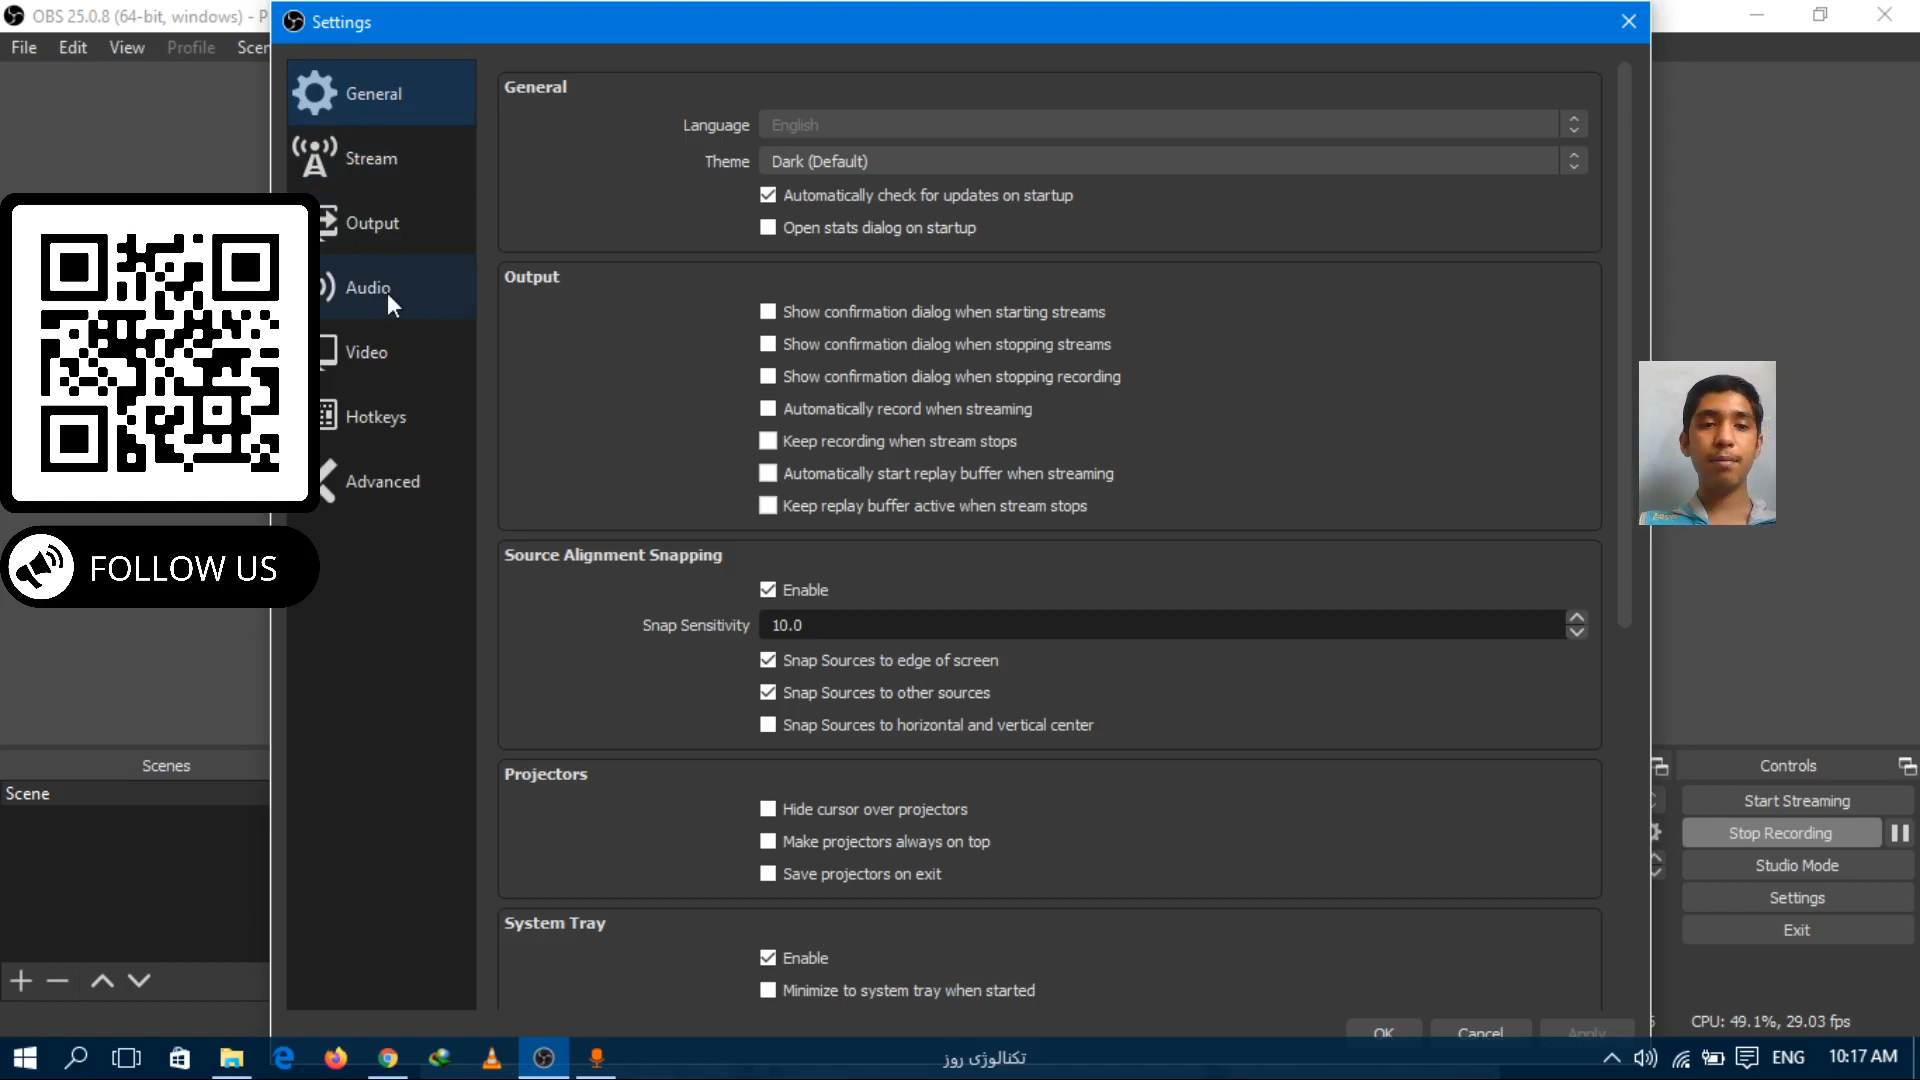 OBS 25.0.8 (64-bit, windows) - P
Settings
File Edit View Profile Scen
General
Stream
Output
Audio
Video
Hotkeys
Advanced
General
Language English
Theme Dark (Default)
Automatically check for updates on startup
Open stats dialog on startup
Output
Show confirmation dialog when starting streams
Show confirmation dialog when stopping streams
Show confirmation dialog when stopping recording
Automatically record when streaming
Keep recording when stream stops
Automatically start replay buffer when streaming
Keep replay buffer active when stream stops
Source Alignment Snapping
Enable
Snap Sensitivity 10.0
Snap Sources to edge of screen
Snap Sources to other sources
Snap Sources to horizontal and vertical center
Projectors
Hide cursor over projectors
Make projectors always on top
Save projectors on exit
System Tray
Enable
Minimize to system tray when started
OK Cancel Apply
FOLLOW US
Scenes
Scene
Controls
Start Streaming
Stop Recording
Studio Mode
Settings
Exit
CPU: 49.1%, 29.03 fps
تکنالوژی روز
ENG 10:17 AM